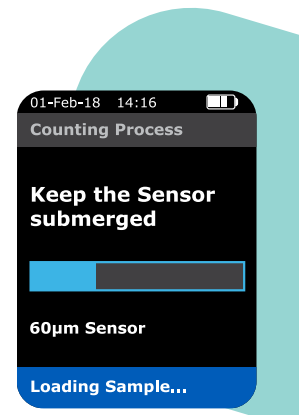 01-Feb-18 14:16
Counting Process
Keep the Sensor
submerged
60µm Sensor
Loading Sample...